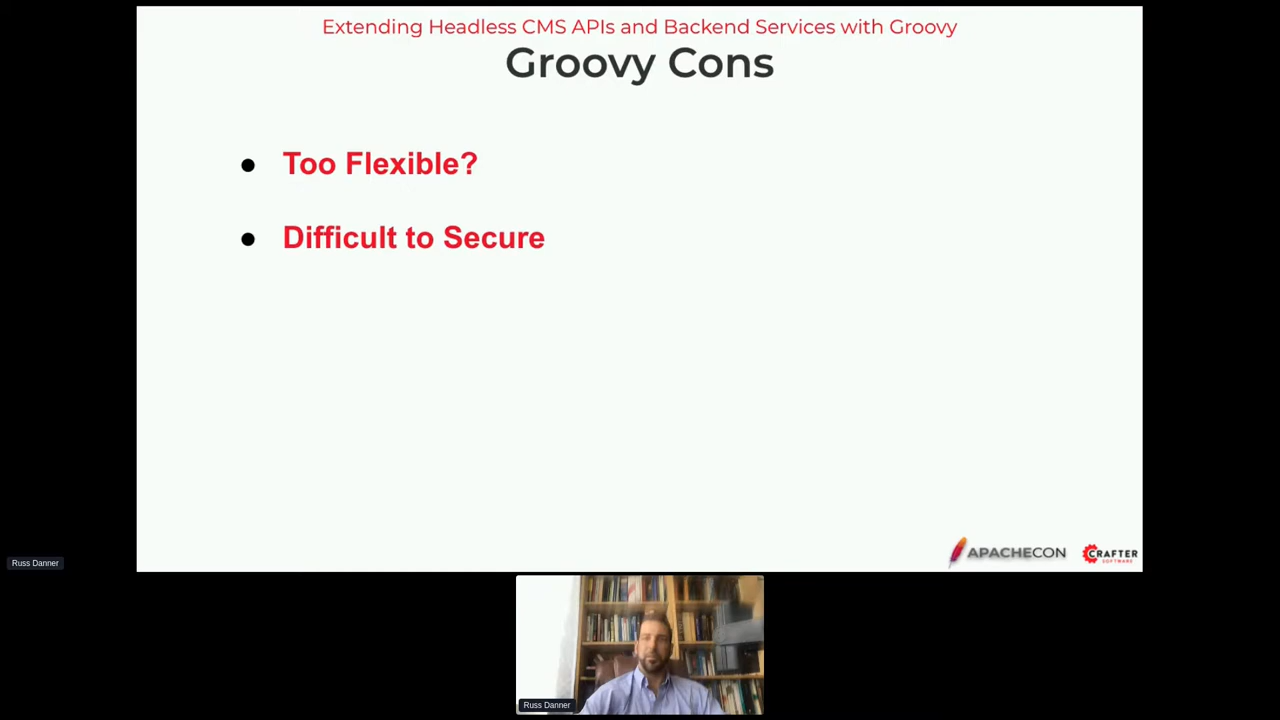 Extending Headless CMS APIs and Backend Services with Groovy
Groovy Cons
● Too Flexible?
● Difficult to Secure
APACHECON
CRAFTER
SOFTWARE
Russ Danner
Russ Danner